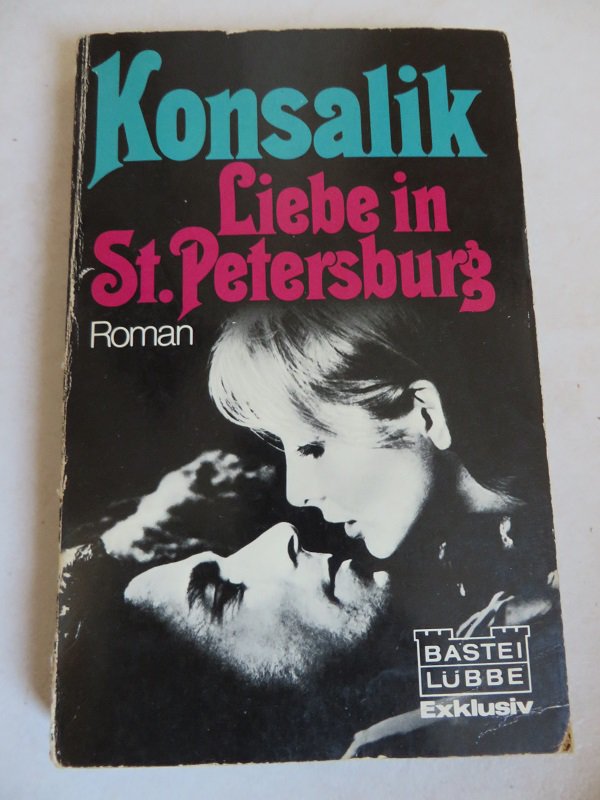 Konsalik
Liebe in
St. Petersburg
Roman
BASTEI
LÜBBE
Exklusiv